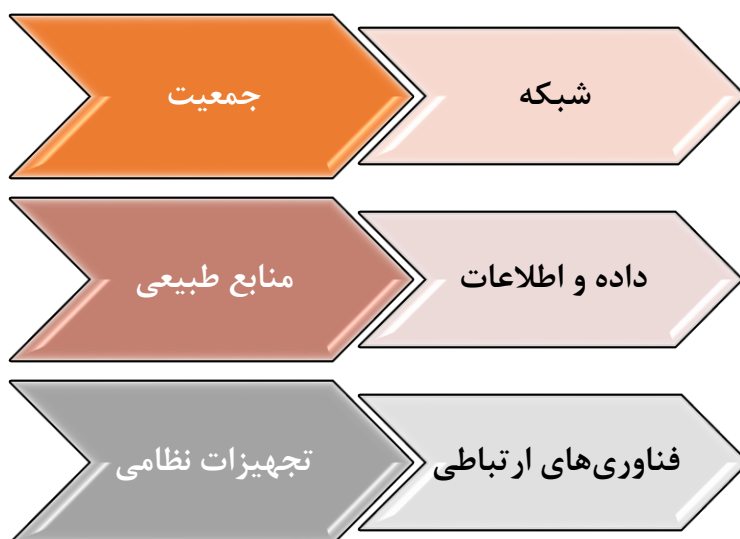 جمعیت
شبکه
منابع طبیعی
داده و اطلاعات
تجهیزات نظامی
فناوری‌های ارتباطی